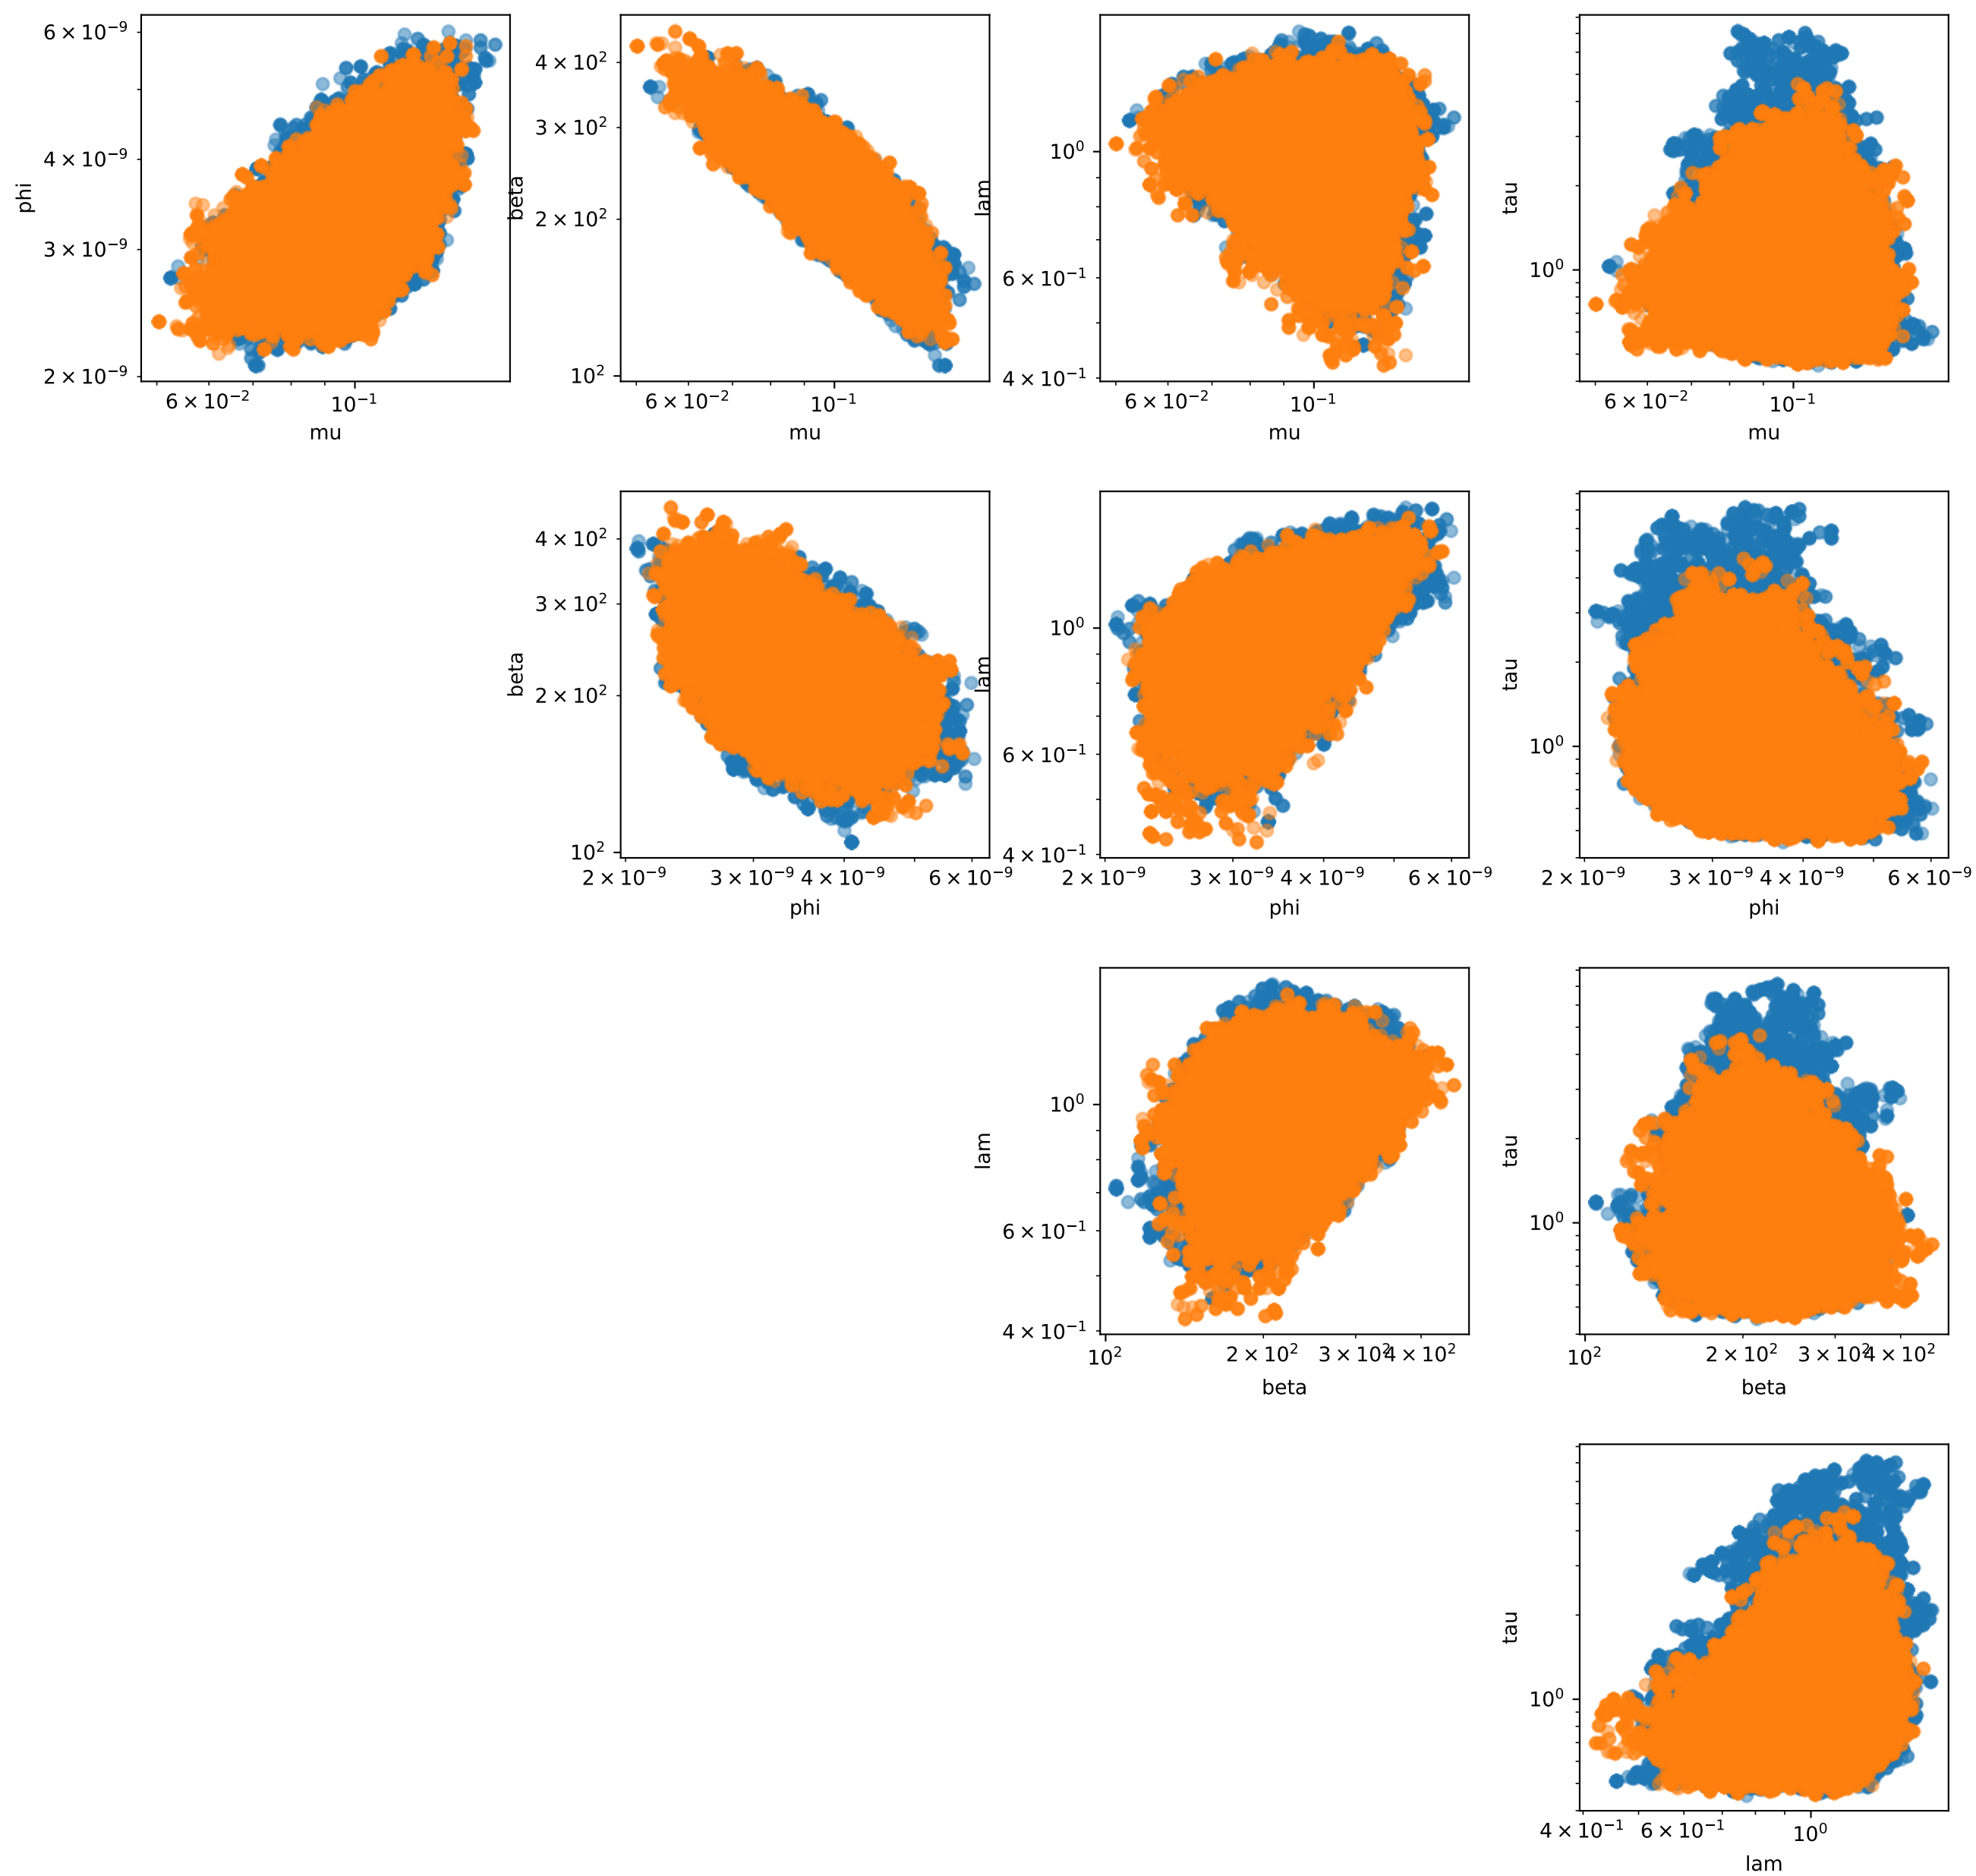 6 × 10⁻⁹
4 × 10⁻⁹
3 × 10⁻⁹
2 × 10⁻⁹
phi
6 × 10⁻²
10⁻¹
mu
4 × 10²
3 × 10²
2 × 10²
10²
beta
6 × 10⁻²
10⁻¹
mu
10⁰
6 × 10⁻¹
4 × 10⁻¹
lam
6 × 10⁻²
10⁻¹
mu
10⁰
tau
6 × 10⁻²
10⁻¹
mu
4 × 10²
3 × 10²
2 × 10²
10²
beta
2 × 10⁻⁹
3 × 10⁻⁹
4 × 10⁻⁹
6 × 10⁻⁹
phi
10⁰
6 × 10⁻¹
4 × 10⁻¹
lam
2 × 10⁻⁹
3 × 10⁻⁹
4 × 10⁻⁹
6 × 10⁻⁹
phi
10⁰
tau
2 × 10⁻⁹
3 × 10⁻⁹
4 × 10⁻⁹
6 × 10⁻⁹
phi
10⁰
6 × 10⁻¹
4 × 10⁻¹
lam
10²
2 × 10²
3 × 10²
4 × 10²
beta
10⁰
tau
10²
2 × 10²
3 × 10²
4 × 10²
beta
10⁰
tau
4 × 10⁻¹
6 × 10⁻¹
10⁰
lam